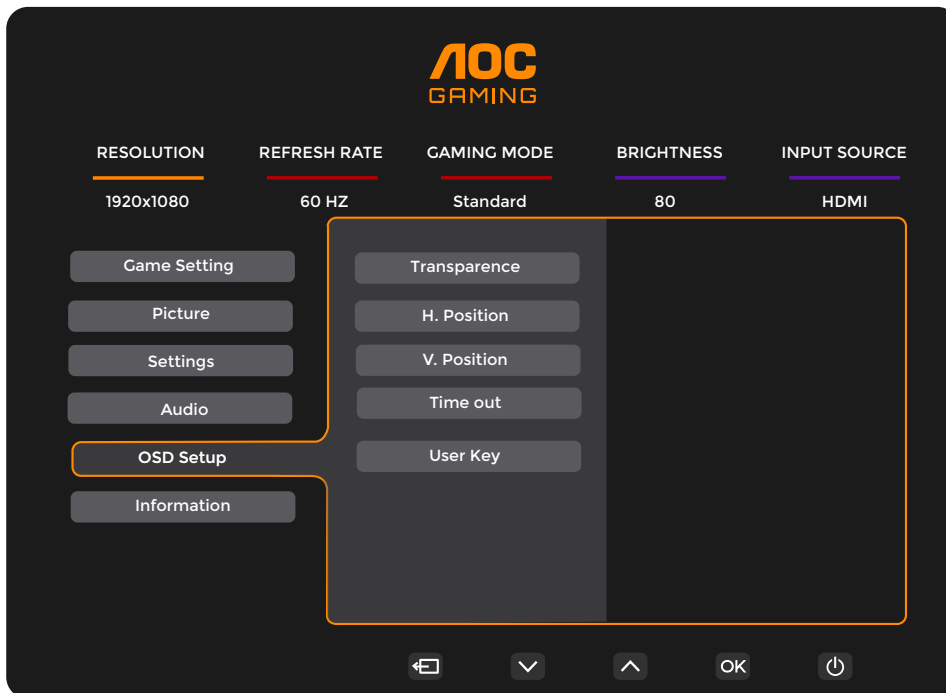 AOC
GAMING
RESOLUTION REFRESH RATE GAMING MODE BRIGHTNESS INPUT SOURCE
1920x1080 60 HZ Standard 80 HDMI
Game Setting
Picture
Settings
Audio
OSD Setup
Information
Transparence
H. Position
V. Position
Time out
User Key
OK